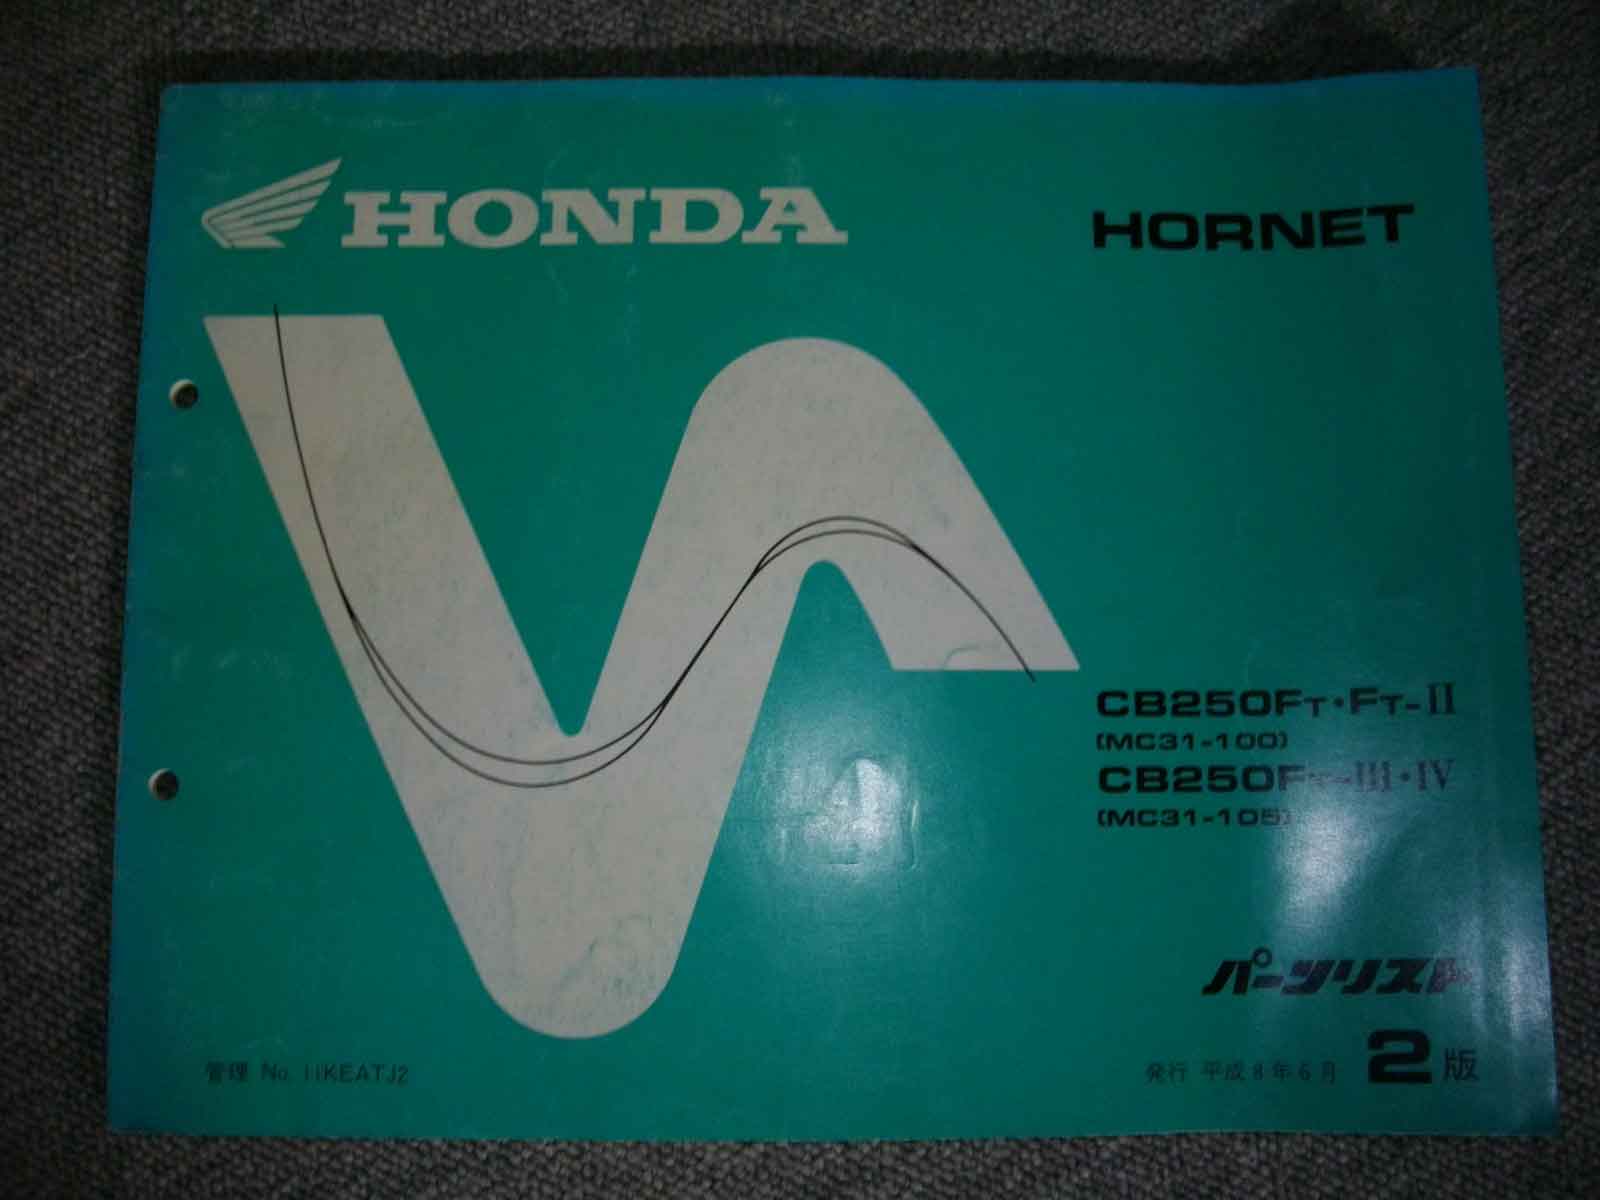 HONDA
HORNET
CB250FT・FT-II
(MC31-100)
CB250FT-III・IV
(MC31-105)
パーツリスト
管理 No. 11KEATJ2
発行 平成8年6月 2版